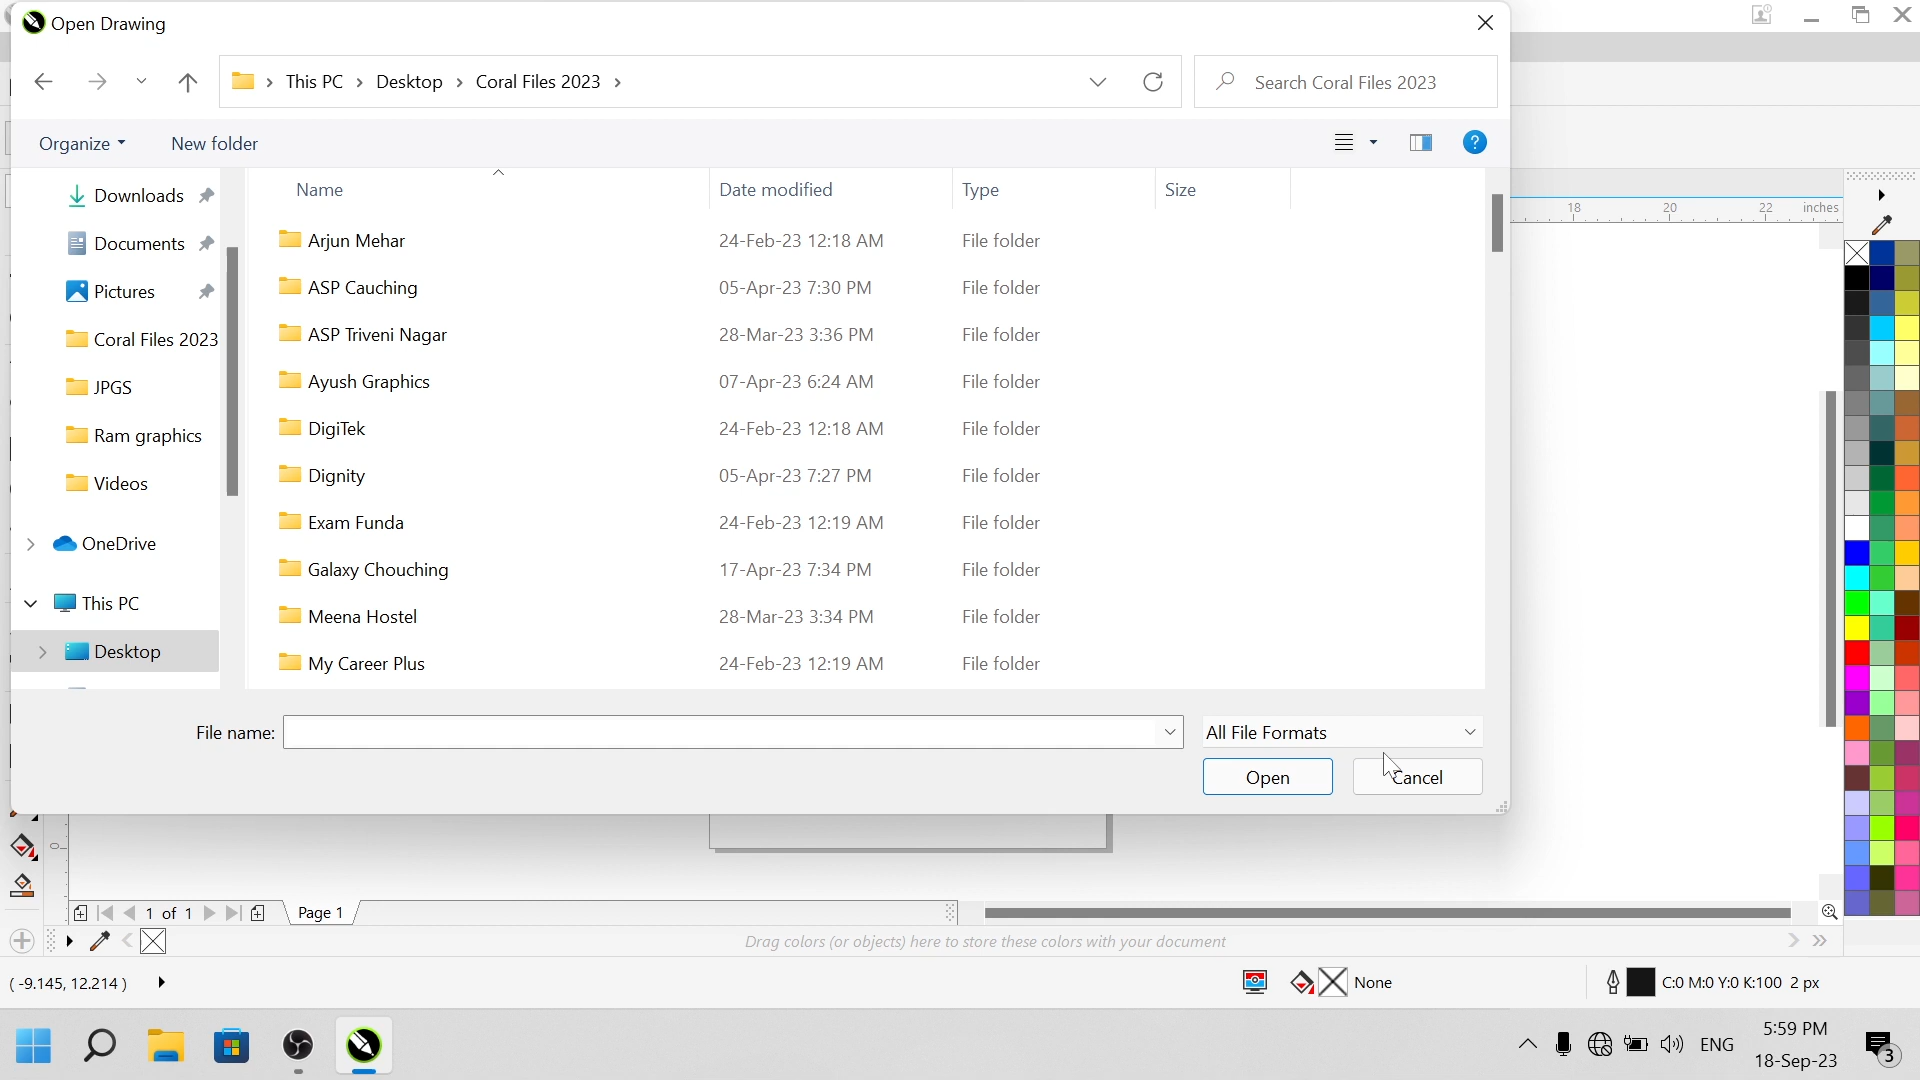 Open Drawing
This PC
Desktop
Coral Files 2023
Search Coral Files 2023
Organize
New folder
Downloads
Documents
Pictures
Coral Files 2023
JPGS
Ram graphics
Videos
OneDrive
This PC
Desktop
Name Date modified Type Size
Arjun Mehar 24-Feb-23 12:18 AM File folder
ASP Cauching 05-Apr-23 7:30 PM File folder
ASP Triveni Nagar 28-Mar-23 3:36 PM File folder
Ayush Graphics 07-Apr-23 6:24 AM File folder
DigiTek 24-Feb-23 12:18 AM File folder
Dignity 05-Apr-23 7:27 PM File folder
Exam Funda 24-Feb-23 12:19 AM File folder
Galaxy Chouching 17-Apr-23 7:34 PM File folder
Meena Hostel 28-Mar-23 3:34 PM File folder
My Career Plus 24-Feb-23 12:19 AM File folder
File name:
All File Formats
Open
Cancel
18 20 22 inches
0
1 of 1
Page 1
Drag colors (or objects) here to store these colors with your document
( -9.145, 12.214 )
None
C:0 M:0 Y:0 K:100 2 px
ENG
5:59 PM
18-Sep-23
3